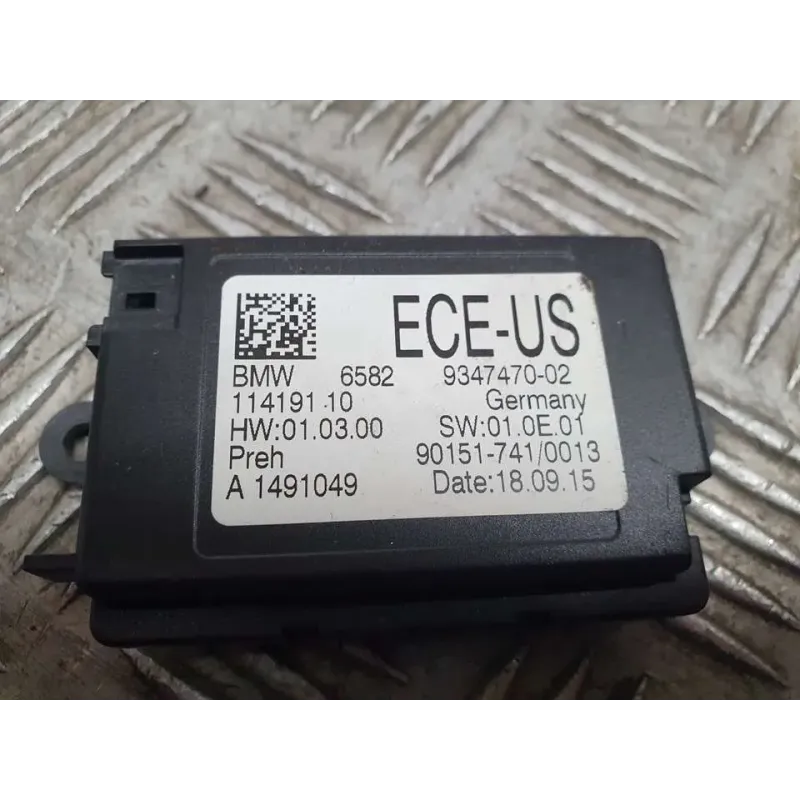 ECE-US
BMW 6582 9347470-02
114191 10 Germany
HW:01.03.00 SW:01.0E.01
Preh 90151-741/0013
A 1491049 Date:18.09.15